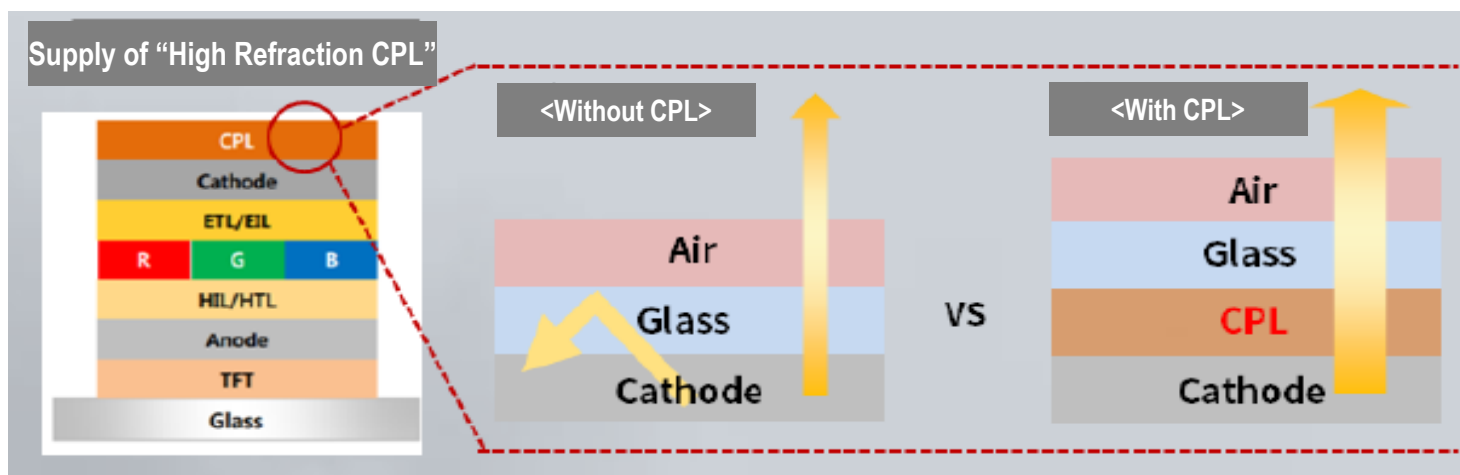 Supply of “High Refraction CPL”
CPL
Cathode
ETL/EIL
R G B
HIL/HTL
Anode
TFT
Glass
<Without CPL>
Air
Glass
Cathode
VS
<With CPL>
Air
Glass
CPL
Cathode